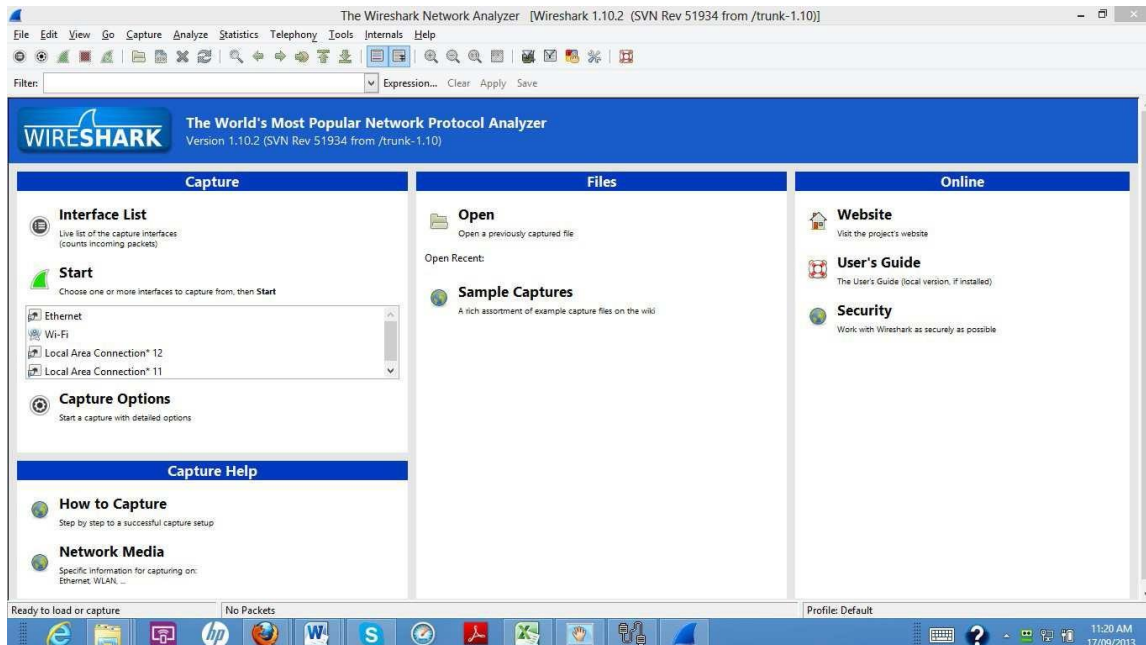 The Wireshark Network Analyzer [Wireshark 1.10.2 (SVN Rev 51934 from /trunk-1.10)]
File Edit View Go Capture Analyze Statistics Telephony Tools Internals Help
Filter: Expression... Clear Apply Save
WIRESHARK
The World's Most Popular Network Protocol Analyzer
Version 1.10.2 (SVN Rev 51934 from /trunk-1.10)
Capture
Interface List
Live list of the capture interfaces
(counts incoming packets)
Start
Choose one or more interfaces to capture from, then Start
Ethernet
Wi-Fi
Local Area Connection* 12
Local Area Connection* 11
Capture Options
Start a capture with detailed options
Capture Help
How to Capture
Step by step to a successful capture setup
Network Media
Specific information for capturing on:
Ethernet, WLAN, ...
Files
Open
Open a previously captured file
Open Recent:
Sample Captures
A rich assortment of example capture files on the wiki
Online
Website
Visit the project's website
User's Guide
The User's Guide (local version, if installed)
Security
Work with Wireshark as securely as possible
Ready to load or capture
No Packets
Profile: Default
hp
W
S
11:20 AM
17/09/2013